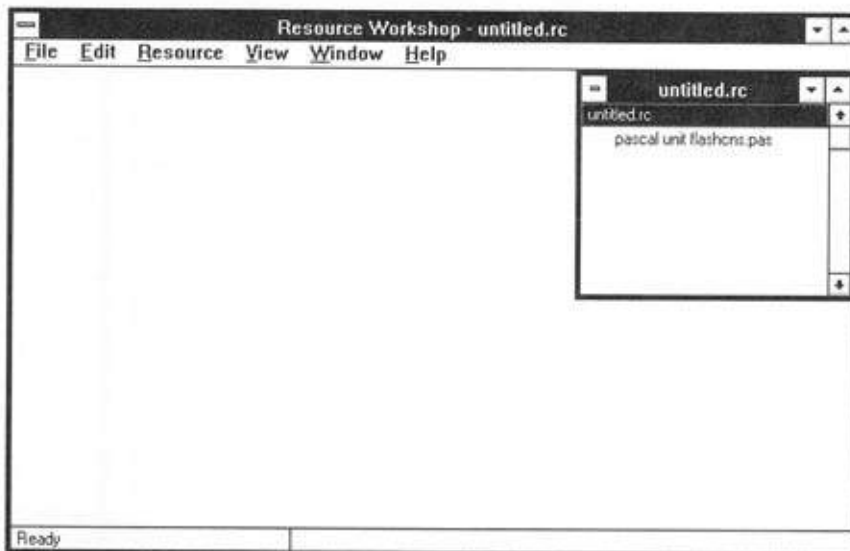 Resource Workshop - untitled.rc
File Edit Resource View Window Help
untitled.rc
untitled.rc
pascal unit flashcns.pas
Ready